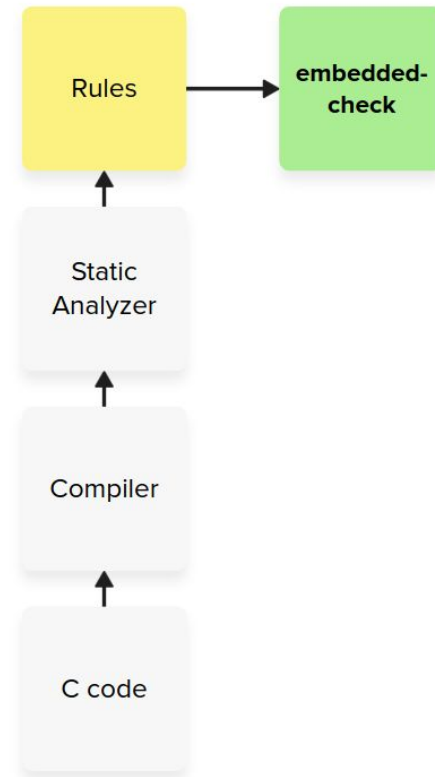 Rules
embedded-
check
Static
Analyzer
Compiler
C code